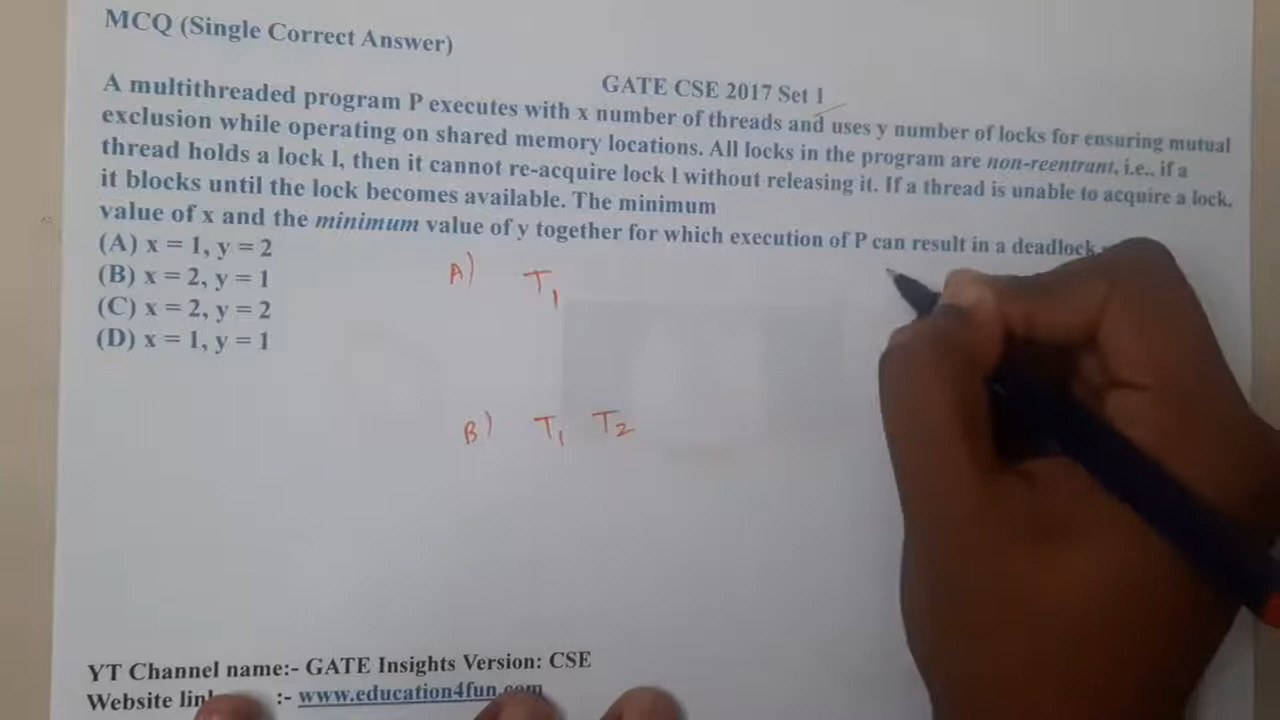 MCQ (Single Correct Answer)
GATE CSE 2017 Set 1
A multithreaded program P executes with x number of threads and uses y number of locks for ensuring mutual
exclusion while operating on shared memory locations. All locks in the program are non-reentrant, i.e., if a
thread holds a lock l, then it cannot re-acquire lock l without releasing it. If a thread is unable to acquire a lock,
it blocks until the lock becomes available. The minimum
value of x and the minimum value of y together for which execution of P can result in a deadlock
(A) x = 1, y = 2
(B) x = 2, y = 1
(C) x = 2, y = 2
(D) x = 1, y = 1
A) T1
B) T1 T2
YT Channel name:- GATE Insights Version: CSE
Website :- www.education4fun.com